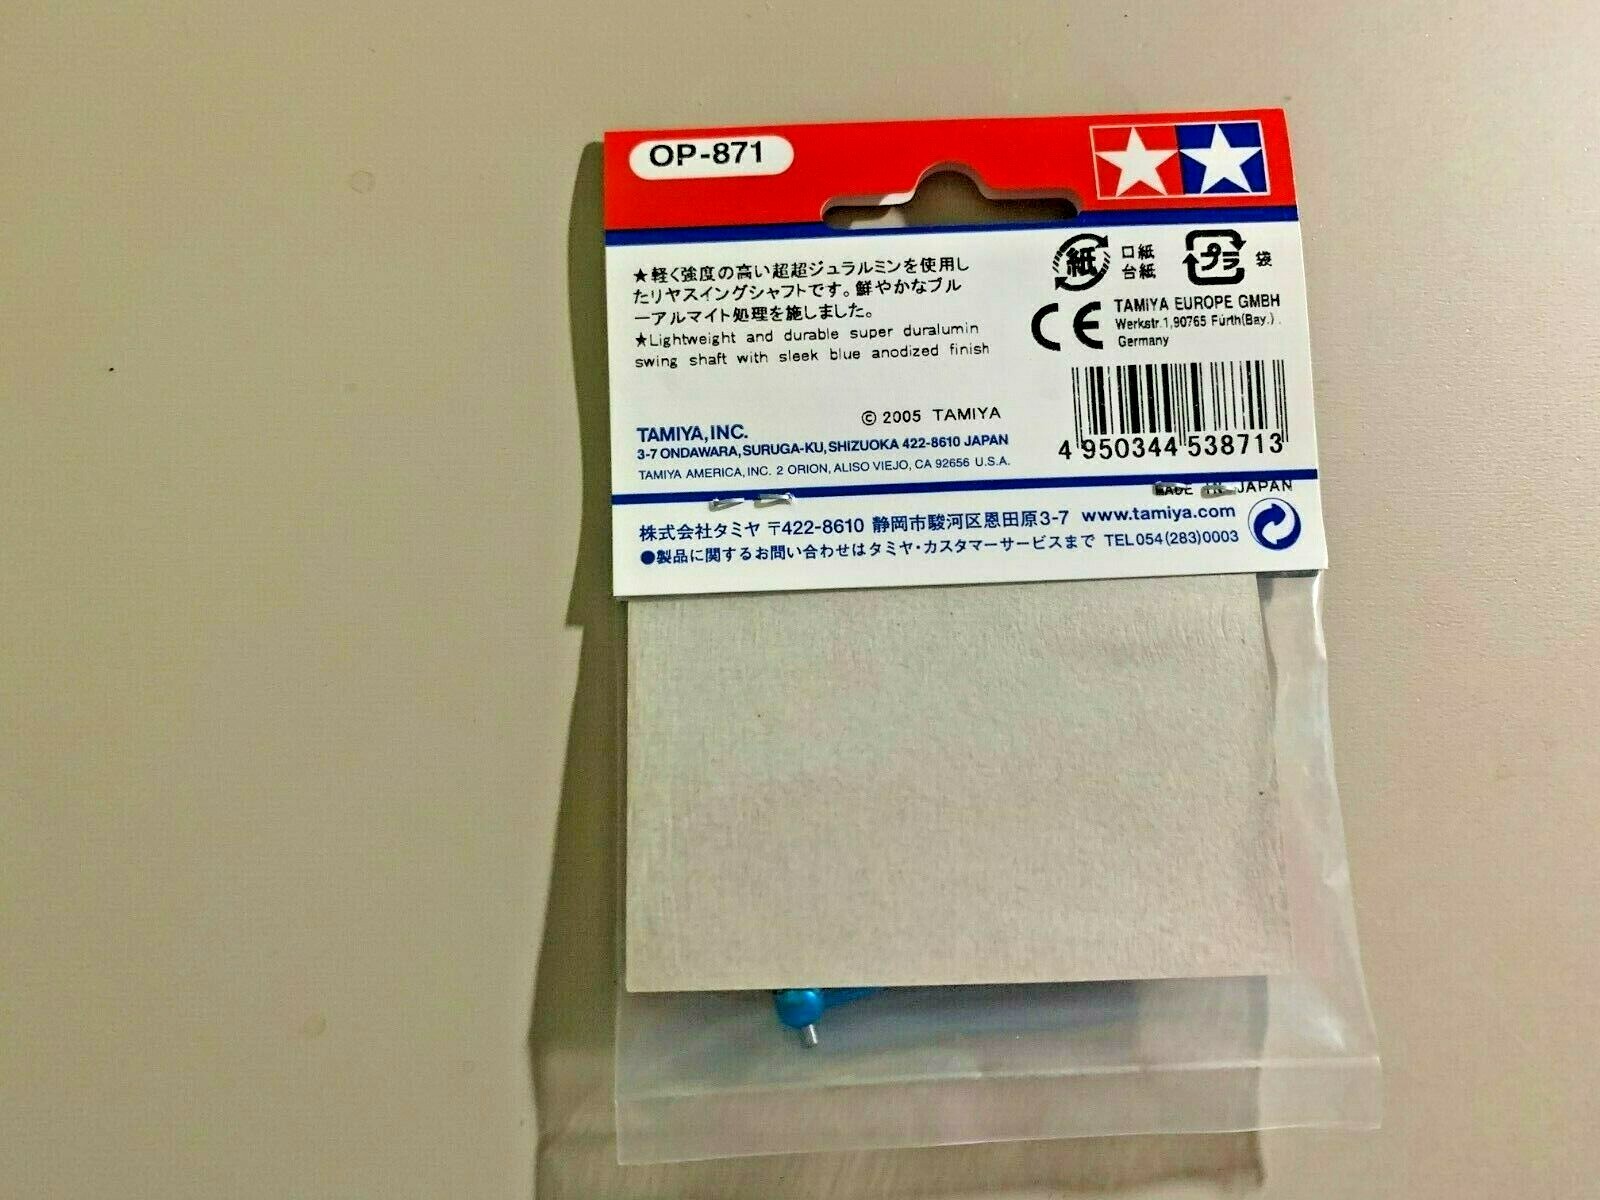 OP-871
★軽く強度の高い超超ジュラルミンを使用し
たリヤスイングシャフトです。鮮やかなブル
ーアルマイト処理を施しました。
★Lightweight and durable super duralumin
swing shaft with sleek blue anodized finish
© 2005 TAMIYA
TAMIYA, INC.
3-7 ONDAWARA, SURUGA-KU, SHIZUOKA 422-8610 JAPAN
TAMIYA AMERICA, INC. 2 ORION, ALISO VIEJO, CA 92656 U.S.A.
紙
口紙
台紙
プラ
袋
CE
TAMIYA EUROPE GMBH
Werkstr.1,90765 Fürth(Bay.).
Germany
4 950344 538713
MADE IN JAPAN
株式会社タミヤ 〒422-8610 静岡市駿河区恩田原3-7 www.tamiya.com
●製品に関するお問い合わせはタミヤ・カスタマーサービスまで TEL 054(283)0003